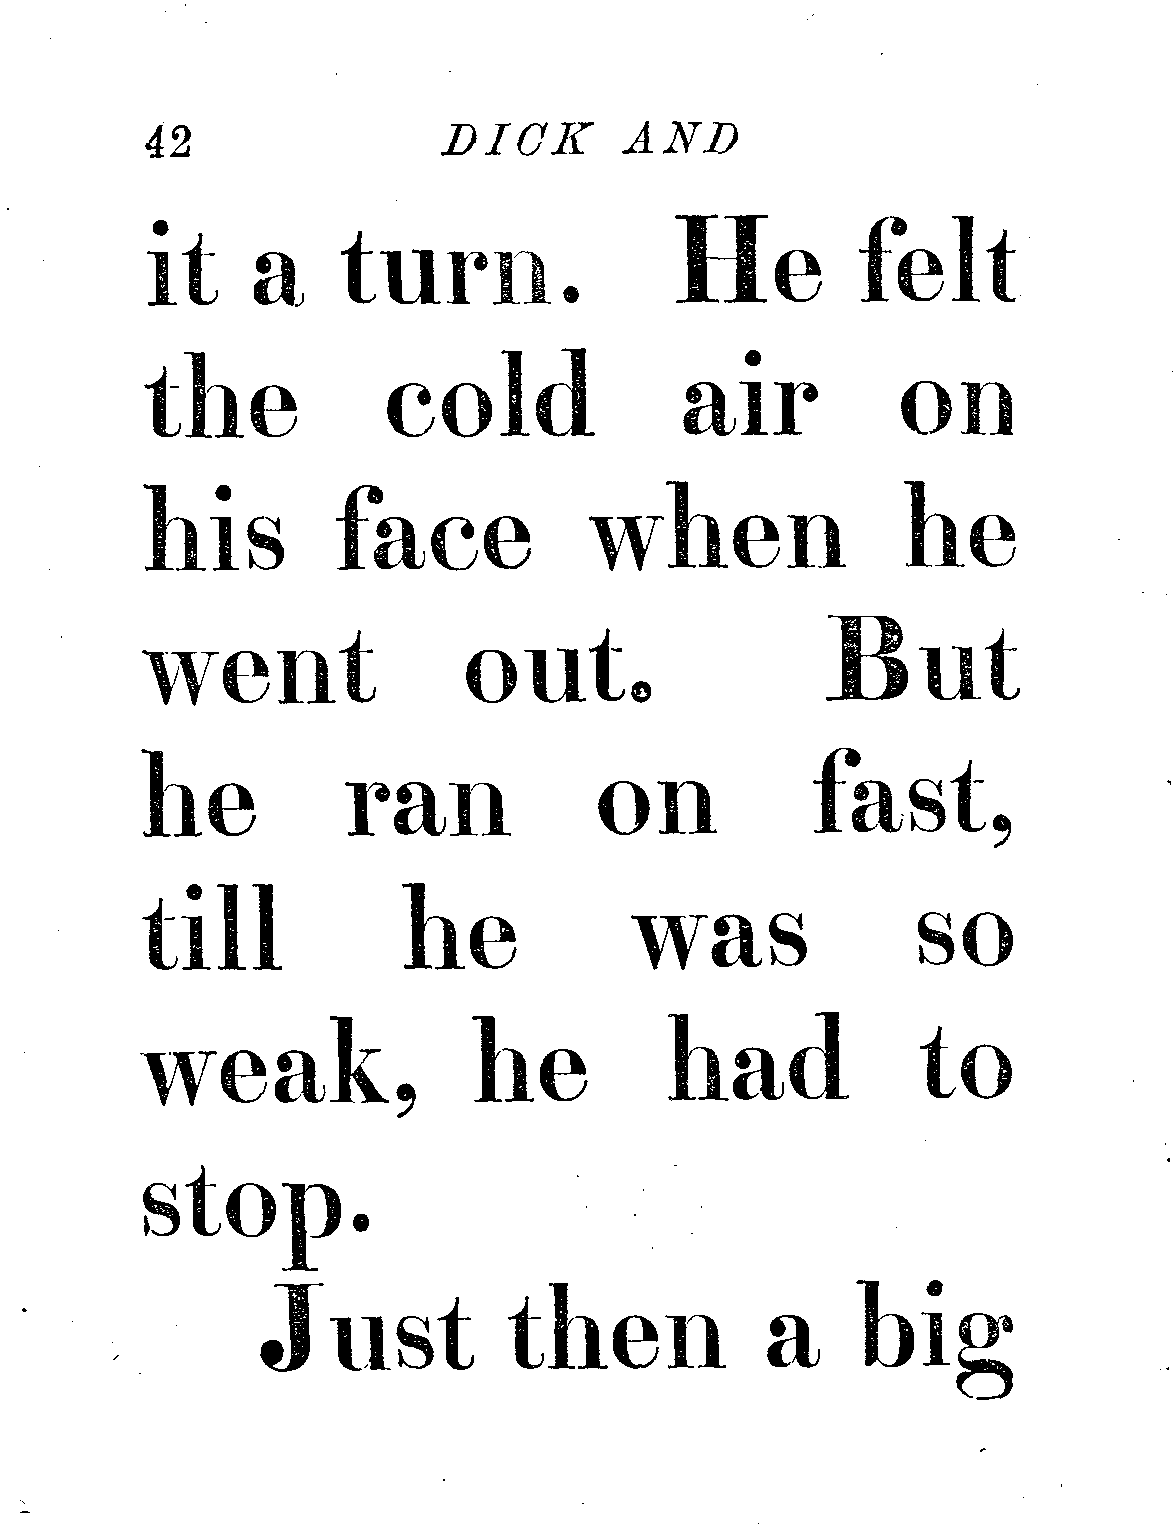 42 DICK AND
it a turn. He felt
the cold air on
his face when he
went out. But
he ran on fast,
till he was so
weak, he had to
stop.
Just then a big